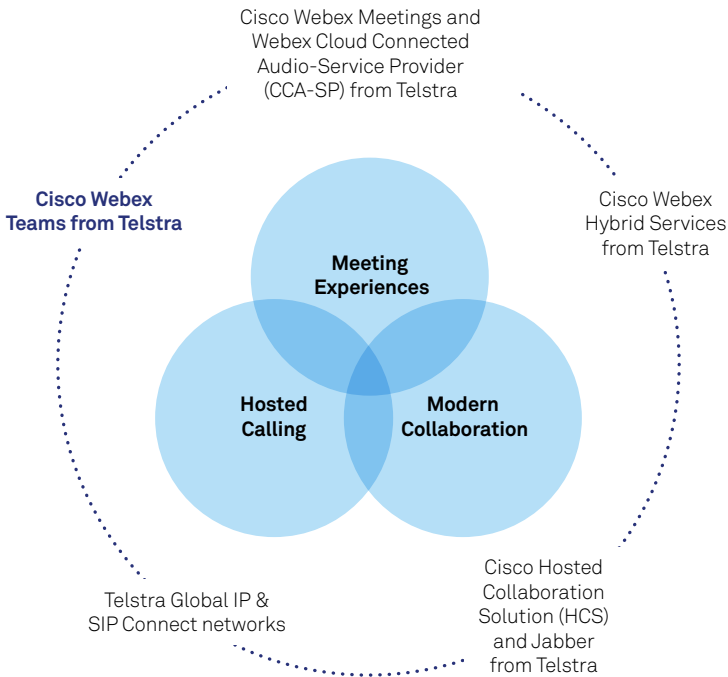 Cisco Webex Meetings and
Webex Cloud Connected
Audio-Service Provider
(CCA-SP) from Telstra
Cisco Webex
Teams from Telstra
Cisco Webex
Hybrid Services
from Telstra
Meeting
Experiences
Hosted
Calling
Modern
Collaboration
Telstra Global IP &
SIP Connect networks
Cisco Hosted
Collaboration
Solution (HCS)
and Jabber
from Telstra